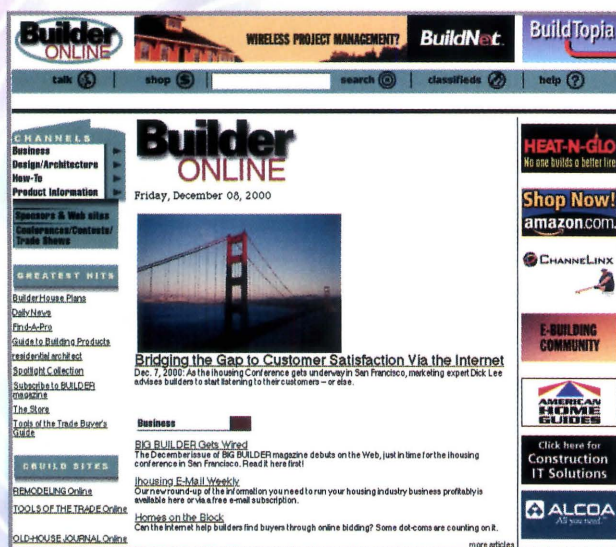 Builder
ONLINE
WIRELESS PROJECT MANAGEMENT?
BuildNet
BuildTopia
talk
shop
search
classifieds
help
CHANNELS
Business
Design/Architecture
How-To
Product Information
Sponsors & Web sites
Conferences/Contests/
Trade Shows
GREATEST HITS
Builder House Plans
Daily News
Find-A-Pro
Guide to Building Products
residential architect
Spotlight Collection
Subscribe to BUILDER
magazine
The Store
Tools of the Trade Buyer's
Guide
EBUILD SITES
REMODELING Online
TOOLS OF THE TRADE Online
OLD-HOUSE JOURNAL Online
Builder
ONLINE
Friday, December 08, 2000
Bridging the Gap to Customer Satisfaction Via the Internet
Dec. 7, 2000: As the ihousing Conference gets underway in San Francisco, marketing expert Dick Lee
advises builders to start listening to their customers – or else.
Business
BIG BUILDER Gets Wired
The December issue of BIG BUILDER magazine debuts on the Web, just in time for the ihousing
conference in San Francisco. Read it here first!
ihousing E-Mail Weekly
Our new round-up of the information you need to run your housing industry business profitably is
available here or via a free e-mail subscription.
Homes on the Block
Can the Internet help builders find buyers through online bidding? Some dot-coms are counting on it.
more articles
HEAT-N-GLO
No one builds a better fire
Shop Now!
amazon.com.
CHANNELINX
E-BUILDING
COMMUNITY
AMERICAN
HOME
GUIDES
Click here for
Construction
IT Solutions
ALCOA
All you need.